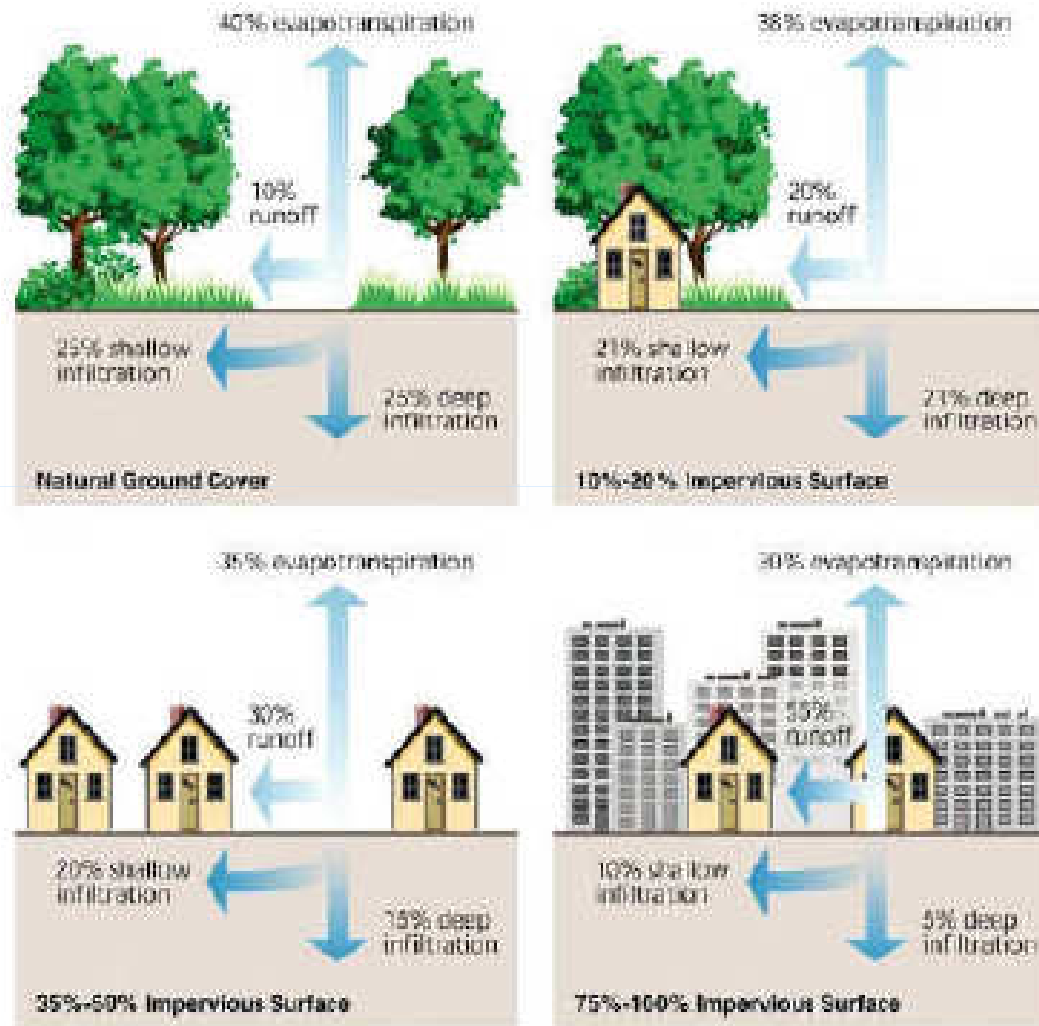 40% evapotranspiration
10%
runoff
25% shallow
infiltration
25% deep
infiltration
Natural Ground Cover
38% evapotranspiration
20%
runoff
21% shallow
infiltration
21% deep
infiltration
10%-20% Impervious Surface
35% evapotranspiration
30%
runoff
20% shallow
infiltration
15% deep
infiltration
35%-50% Impervious Surface
30% evapotranspiration
55%
runoff
10% shallow
infiltration
5% deep
infiltration
75%-100% Impervious Surface